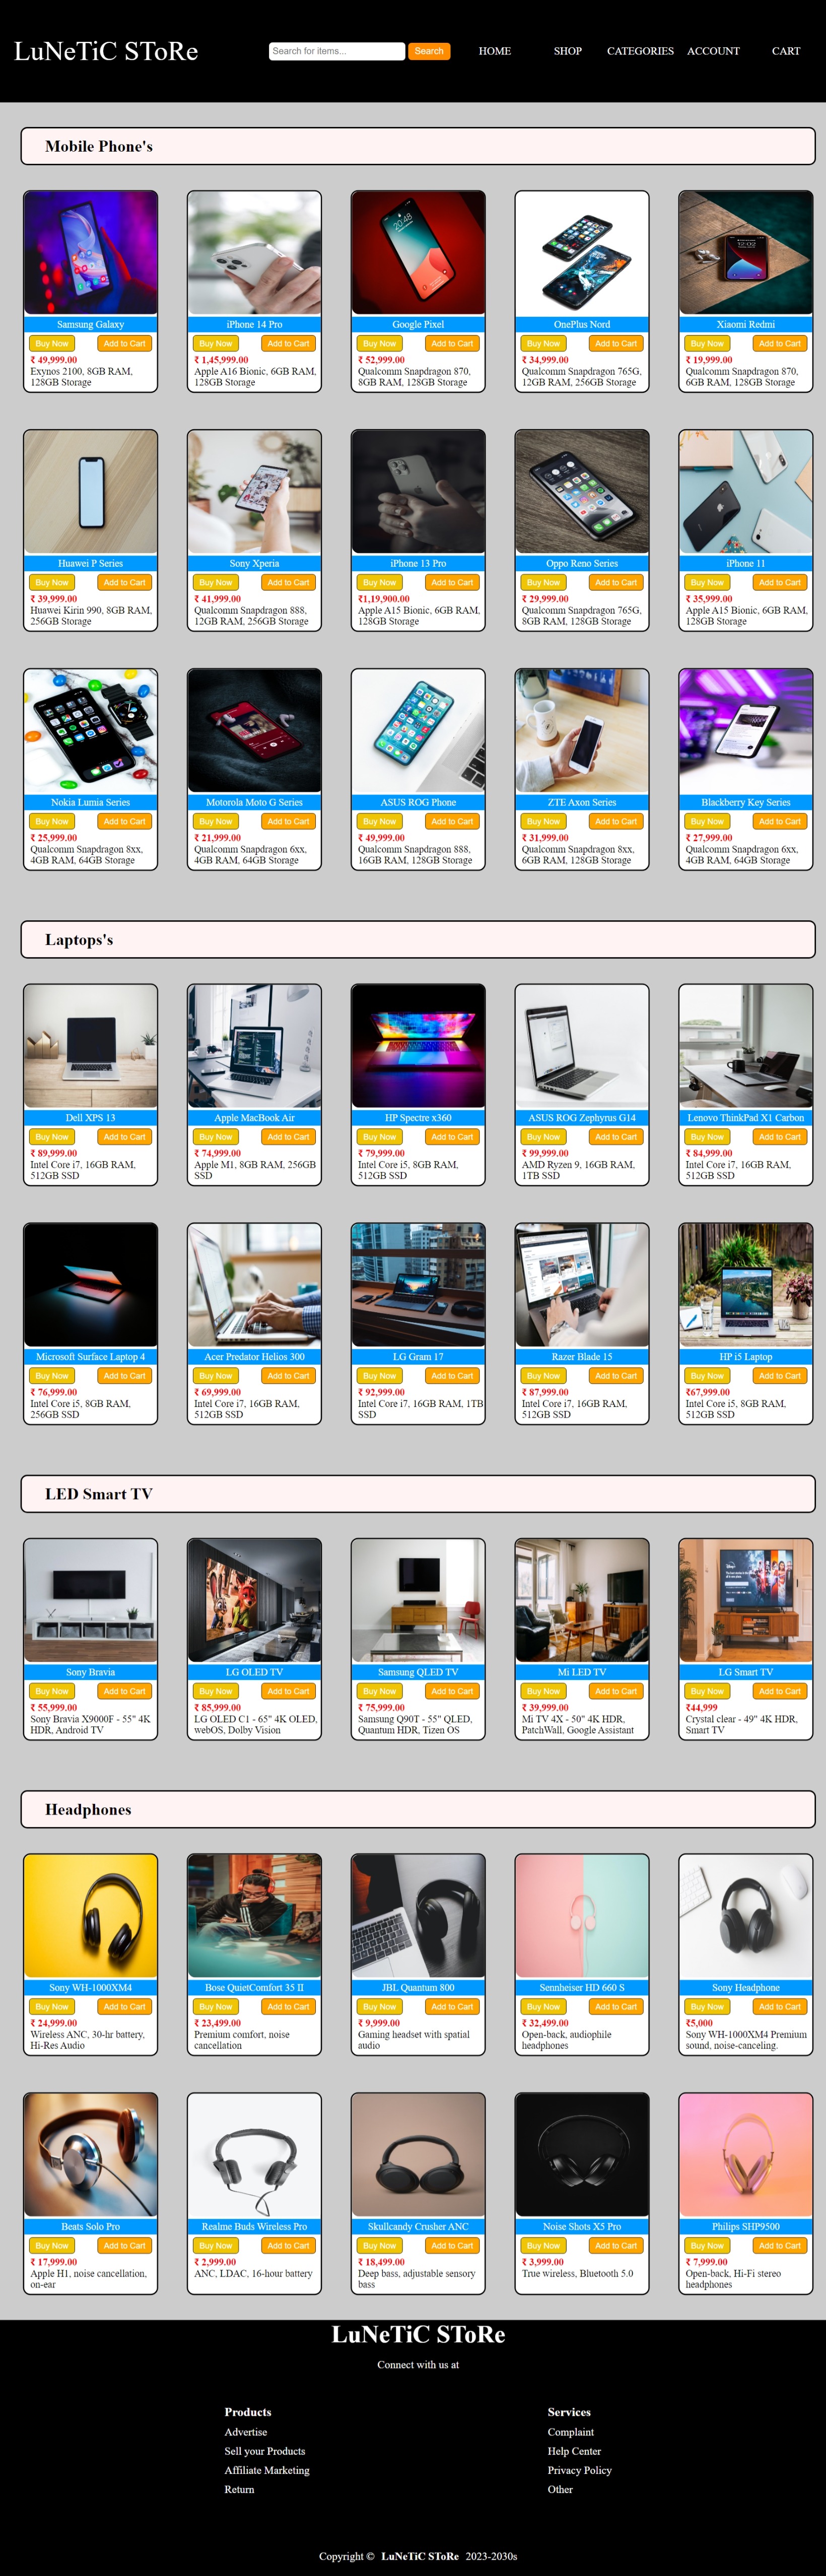 LuNeTiC SToRe
Search for items...
Search
HOME
SHOP
CATEGORIES
ACCOUNT
CART
Mobile Phone's
Samsung Galaxy
Buy Now
Add to Cart
₹ 49,999.00
Exynos 2100, 8GB RAM,
128GB Storage
iPhone 14 Pro
Buy Now
Add to Cart
₹ 1,45,999.00
Apple A16 Bionic, 6GB RAM,
128GB Storage
Google Pixel
Buy Now
Add to Cart
₹ 52,999.00
Qualcomm Snapdragon 870,
8GB RAM, 128GB Storage
OnePlus Nord
Buy Now
Add to Cart
₹ 34,999.00
Qualcomm Snapdragon 765G,
12GB RAM, 256GB Storage
Xiaomi Redmi
Buy Now
Add to Cart
₹ 19,999.00
Qualcomm Snapdragon 870,
6GB RAM, 128GB Storage
Huawei P Series
Buy Now
Add to Cart
₹ 39,999.00
Huawei Kirin 990, 8GB RAM,
256GB Storage
Sony Xperia
Buy Now
Add to Cart
₹ 41,999.00
Qualcomm Snapdragon 888,
12GB RAM, 256GB Storage
iPhone 13 Pro
Buy Now
Add to Cart
₹1,19,900.00
Apple A15 Bionic, 6GB RAM,
128GB Storage
Oppo Reno Series
Buy Now
Add to Cart
₹ 29,999.00
Qualcomm Snapdragon 765G,
8GB RAM, 128GB Storage
iPhone 11
Buy Now
Add to Cart
₹ 35,999.00
Apple A15 Bionic, 6GB RAM,
128GB Storage
Nokia Lumia Series
Buy Now
Add to Cart
₹ 25,999.00
Qualcomm Snapdragon 8xx,
4GB RAM, 64GB Storage
Motorola Moto G Series
Buy Now
Add to Cart
₹ 21,999.00
Qualcomm Snapdragon 6xx,
4GB RAM, 64GB Storage
ASUS ROG Phone
Buy Now
Add to Cart
₹ 49,999.00
Qualcomm Snapdragon 888,
16GB RAM, 128GB Storage
ZTE Axon Series
Buy Now
Add to Cart
₹ 31,999.00
Qualcomm Snapdragon 8xx,
6GB RAM, 128GB Storage
Blackberry Key Series
Buy Now
Add to Cart
₹ 27,999.00
Qualcomm Snapdragon 6xx,
4GB RAM, 64GB Storage
Laptops's
Dell XPS 13
Buy Now
Add to Cart
₹ 89,999.00
Intel Core i7, 16GB RAM,
512GB SSD
Apple MacBook Air
Buy Now
Add to Cart
₹ 74,999.00
Apple M1, 8GB RAM, 256GB
SSD
HP Spectre x360
Buy Now
Add to Cart
₹ 79,999.00
Intel Core i5, 8GB RAM,
512GB SSD
ASUS ROG Zephyrus G14
Buy Now
Add to Cart
₹ 99,999.00
AMD Ryzen 9, 16GB RAM,
1TB SSD
Lenovo ThinkPad X1 Carbon
Buy Now
Add to Cart
₹ 84,999.00
Intel Core i7, 16GB RAM,
512GB SSD
Microsoft Surface Laptop 4
Buy Now
Add to Cart
₹ 76,999.00
Intel Core i5, 8GB RAM,
256GB SSD
Acer Predator Helios 300
Buy Now
Add to Cart
₹ 69,999.00
Intel Core i7, 16GB RAM,
512GB SSD
LG Gram 17
Buy Now
Add to Cart
₹ 92,999.00
Intel Core i7, 16GB RAM, 1TB
SSD
Razer Blade 15
Buy Now
Add to Cart
₹ 87,999.00
Intel Core i7, 16GB RAM,
512GB SSD
HP i5 Laptop
Buy Now
Add to Cart
₹67,999.00
Intel Core i5, 8GB RAM,
512GB SSD
LED Smart TV
Sony Bravia
Buy Now
Add to Cart
₹ 55,999.00
Sony Bravia X9000F - 55" 4K
HDR, Android TV
LG OLED TV
Buy Now
Add to Cart
₹ 85,999.00
LG OLED C1 - 65" 4K OLED,
webOS, Dolby Vision
Samsung QLED TV
Buy Now
Add to Cart
₹ 75,999.00
Samsung Q90T - 55" QLED,
Quantum HDR, Tizen OS
Mi LED TV
Buy Now
Add to Cart
₹ 39,999.00
Mi TV 4X - 50" 4K HDR,
PatchWall, Google Assistant
LG Smart TV
Buy Now
Add to Cart
₹44,999
Crystal clear - 49" 4K HDR,
Smart TV
Headphones
Sony WH-1000XM4
Buy Now
Add to Cart
₹ 24,999.00
Wireless ANC, 30-hr battery,
Hi-Res Audio
Bose QuietComfort 35 II
Buy Now
Add to Cart
₹ 23,499.00
Premium comfort, noise
cancellation
JBL Quantum 800
Buy Now
Add to Cart
₹ 9,999.00
Gaming headset with spatial
audio
Sennheiser HD 660 S
Buy Now
Add to Cart
₹ 32,499.00
Open-back, audiophile
headphones
Sony Headphone
Buy Now
Add to Cart
₹5,000
Sony WH-1000XM4 Premium
sound, noise-canceling.
Beats Solo Pro
Buy Now
Add to Cart
₹ 17,999.00
Apple H1, noise cancellation,
on-ear
Realme Buds Wireless Pro
Buy Now
Add to Cart
₹ 2,999.00
ANC, LDAC, 16-hour battery
Skullcandy Crusher ANC
Buy Now
Add to Cart
₹ 18,499.00
Deep bass, adjustable sensory
bass
Noise Shots X5 Pro
Buy Now
Add to Cart
₹ 3,999.00
True wireless, Bluetooth 5.0
Philips SHP9500
Buy Now
Add to Cart
₹ 7,999.00
Open-back, Hi-Fi stereo
headphones
LuNeTiC SToRe
Connect with us at
Products
Advertise
Sell your Products
Affiliate Marketing
Return
Services
Complaint
Help Center
Privacy Policy
Other
Copyright © LuNeTiC SToRe 2023-2030s